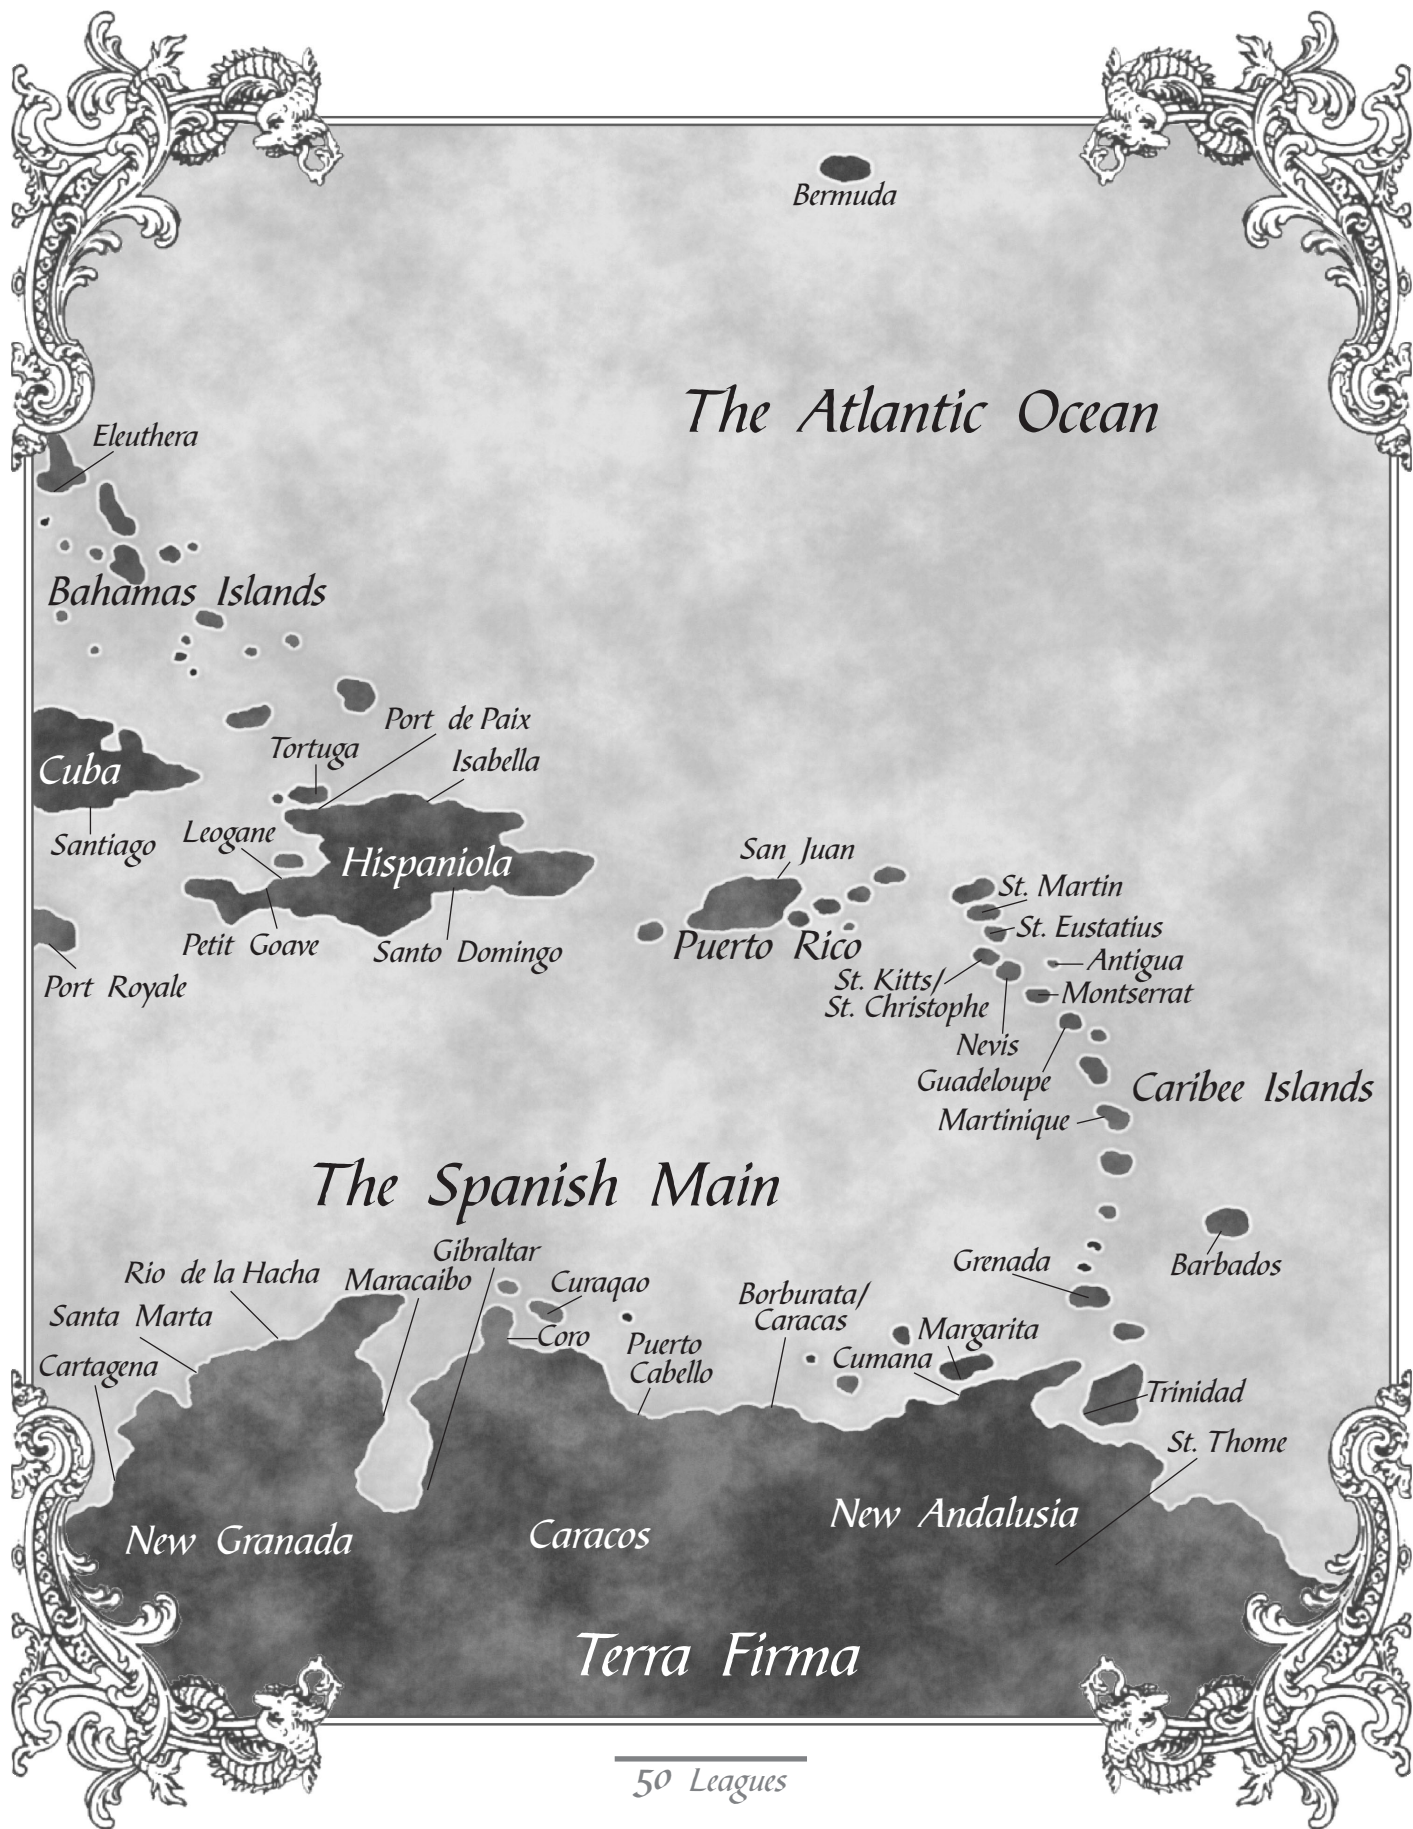 Bermuda
The Atlantic Ocean
Eleuthera
Bahamas Islands
Port de Paix
Tortuga
Isabella
Cuba
Santiago
Leogane
Hispaniola
San Juan
St. Martin
St. Eustatius
Petit Goave
Santo Domingo
Puerto Rico
Antigua
Port Royale
St. Kitts/
St. Christophe
Montserrat
Nevis
Guadeloupe
Caribee Islands
Martinique
The Spanish Main
Gibraltar
Rio de la Hacha
Maracaibo
Curaqao
Grenada
Barbados
Santa Marta
Borburata/
Caracas
Coro
Puerto
Cabello
Margarita
Cumana
Cartagena
Trinidad
St. Thome
New Granada
Caracos
New Andalusia
Terra Firma
50 Leagues